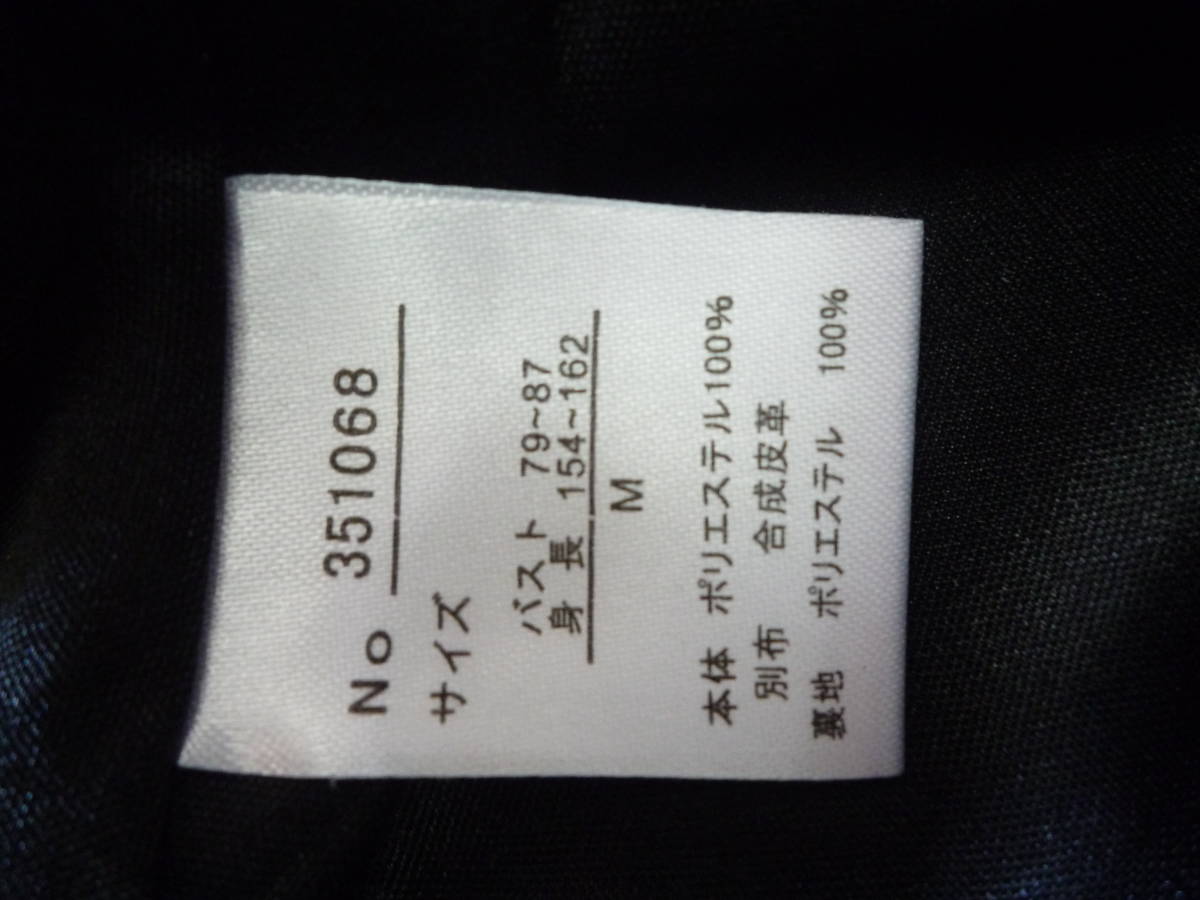 No 351068
サイズ
バスト 79~87
身長 154~162
M
本体 ポリエステル100%
別布 合成皮革
裏地 ポリエステル 100%